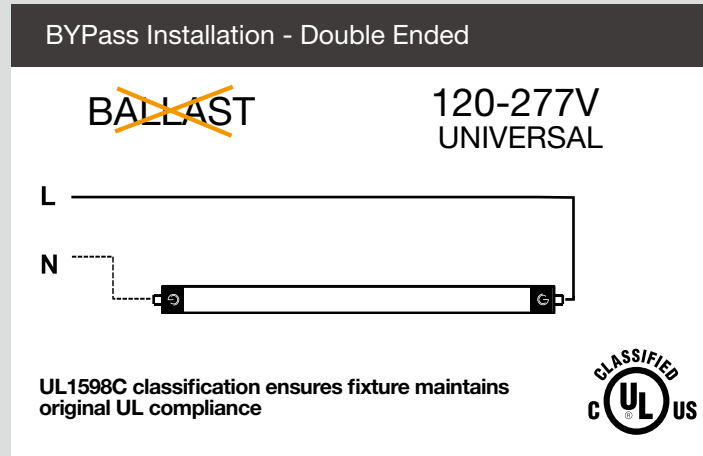 BYPass Installation - Double Ended
BALLAST
120-277V
UNIVERSAL
L
N
UL1598C classification ensures fixture maintains
original UL compliance
CLASSIFIED
C UL US
®